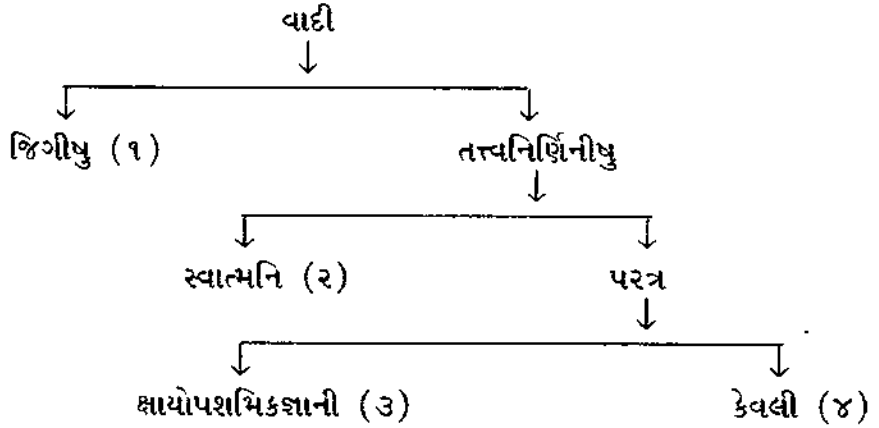 વાદી
જિગીષુ (૧) તત્ત્વનિર્ણિનીષુ
સ્વાત્મનિ (૨) પરત્ર
ક્ષાયોપશમિકજ્ઞાની (૩) કેવલી (૪)